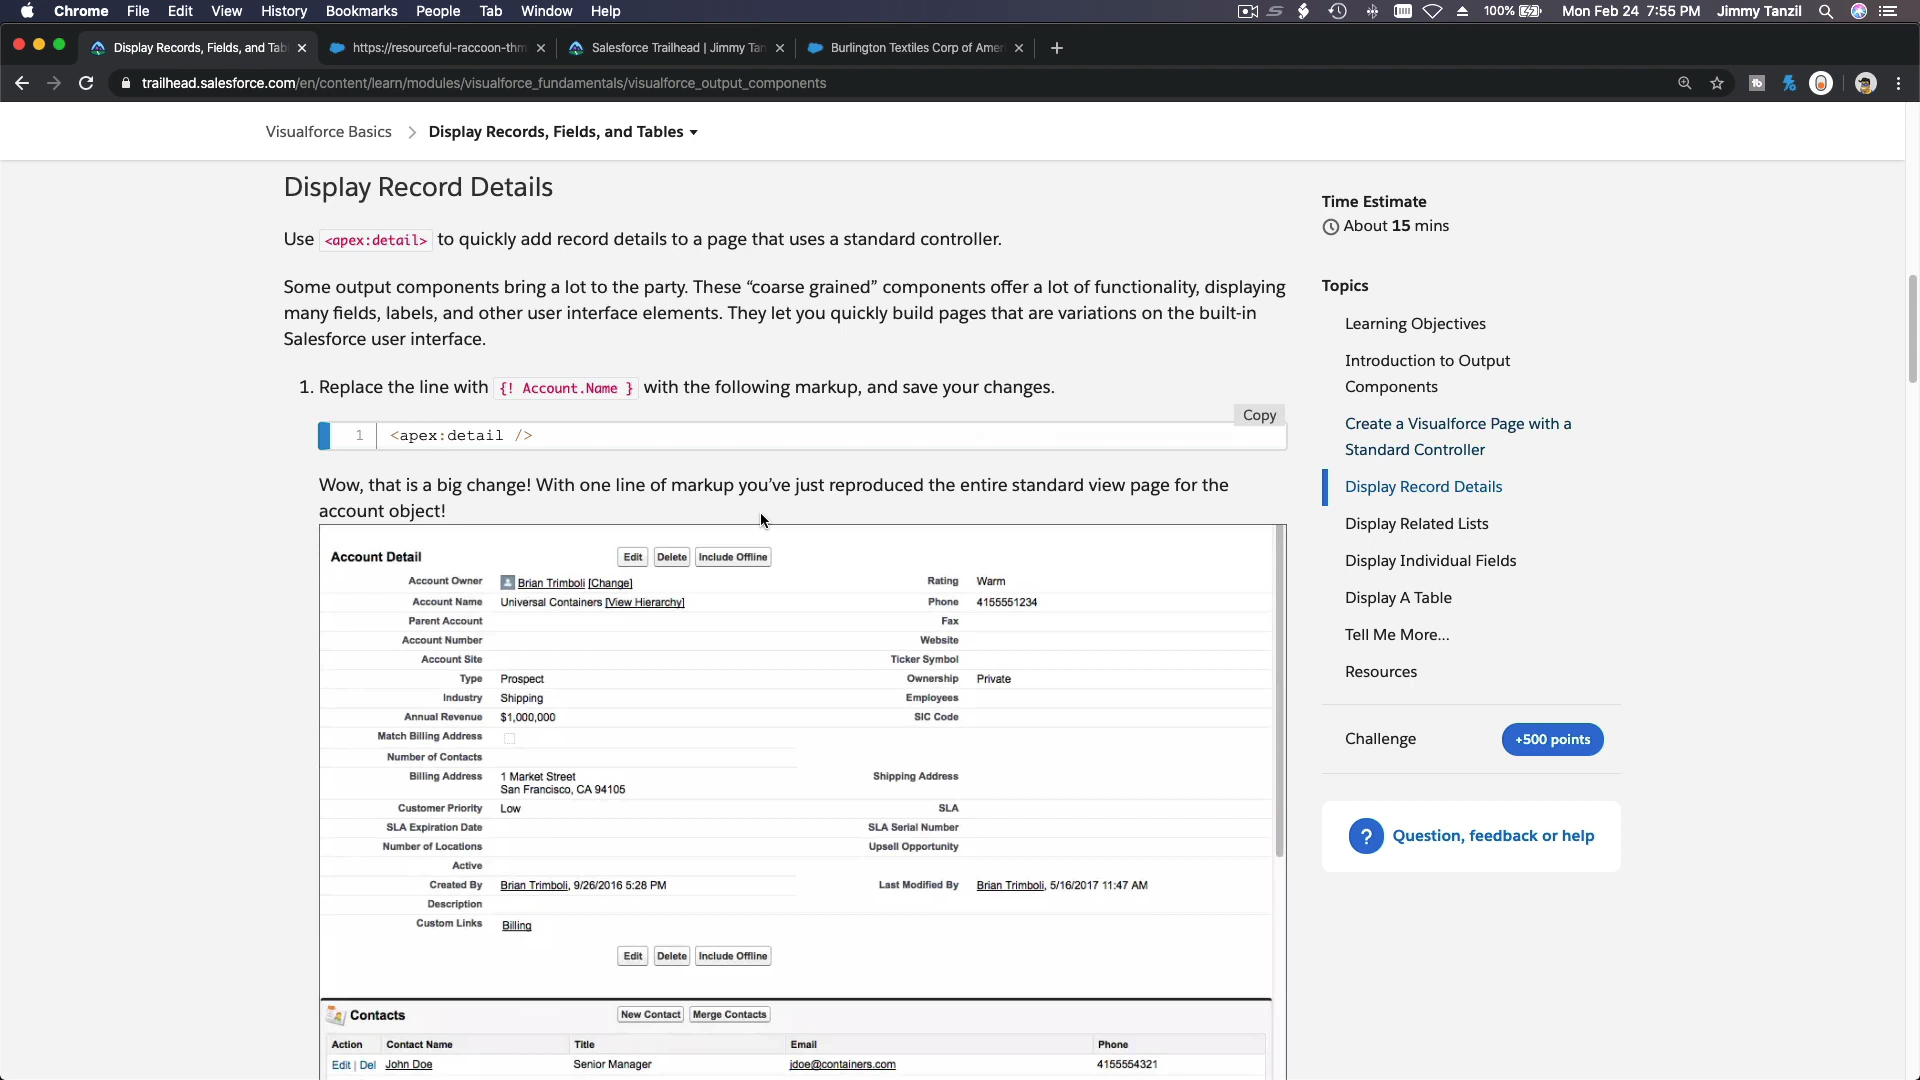 Chrome File Edit View History Bookmarks People Tab Window Help 100% Mon Feb 24 7:55 PM Jimmy Tanzil
Display Records, Fields, and Tab
https://resourceful-raccoon-thm
Salesforce Trailhead | Jimmy Tan
Burlington Textiles Corp of Amer
trailhead.salesforce.com/en/content/learn/modules/visualforce_fundamentals/visualforce_output_components
Visualforce Basics Display Records, Fields, and Tables
Display Record Details
Use <apex:detail> to quickly add record details to a page that uses a standard controller.
Some output components bring a lot to the party. These “coarse grained” components offer a lot of functionality, displaying
many fields, labels, and other user interface elements. They let you quickly build pages that are variations on the built-in
Salesforce user interface.
1. Replace the line with {! Account.Name } with the following markup, and save your changes.
Copy
1 <apex:detail />
Wow, that is a big change! With one line of markup you’ve just reproduced the entire standard view page for the
account object!
Account Detail Edit Delete Include Offline
Account Owner Brian Trimboli [Change] Rating Warm
Account Name Universal Containers [View Hierarchy] Phone 4155551234
Parent Account Fax
Account Number Website
Account Site Ticker Symbol
Type Prospect Ownership Private
Industry Shipping Employees
Annual Revenue $1,000,000 SIC Code
Match Billing Address
Number of Contacts
Billing Address 1 Market Street Shipping Address
San Francisco, CA 94105
Customer Priority Low SLA
SLA Expiration Date SLA Serial Number
Number of Locations Upsell Opportunity
Active
Created By Brian Trimboli, 9/26/2016 5:28 PM Last Modified By Brian Trimboli, 5/16/2017 11:47 AM
Description
Custom Links Billing
Edit Delete Include Offline
Contacts New Contact Merge Contacts
Action Contact Name Title Email Phone
Edit | Del John Doe Senior Manager jdoe@containers.com 4155554321
Time Estimate
About 15 mins
Topics
Learning Objectives
Introduction to Output
Components
Create a Visualforce Page with a
Standard Controller
Display Record Details
Display Related Lists
Display Individual Fields
Display A Table
Tell Me More...
Resources
Challenge +500 points
? Question, feedback or help